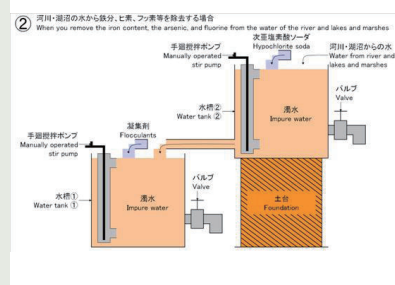 ② 河川・湖沼の水から鉄分、ヒ素、フッ素等を除去する場合
When you remove the iron content, the arsenic, and fluorine from the water of the river and lakes and marshes
次亜塩素酸ソーダ
Hypochlorite soda
河川・湖沼からの水
Water from river and
lakes and marshes
手廻撹拌ポンプ
Manually operated
stir pump
バルブ
Valve
水槽②
Water tank ②
濁水
Impure water
手廻撹拌ポンプ
Manually operated
stir pump
凝集剤
Flocculants
バルブ
Valve
水槽①
Water tank ①
濁水
Impure water
土台
Foundation